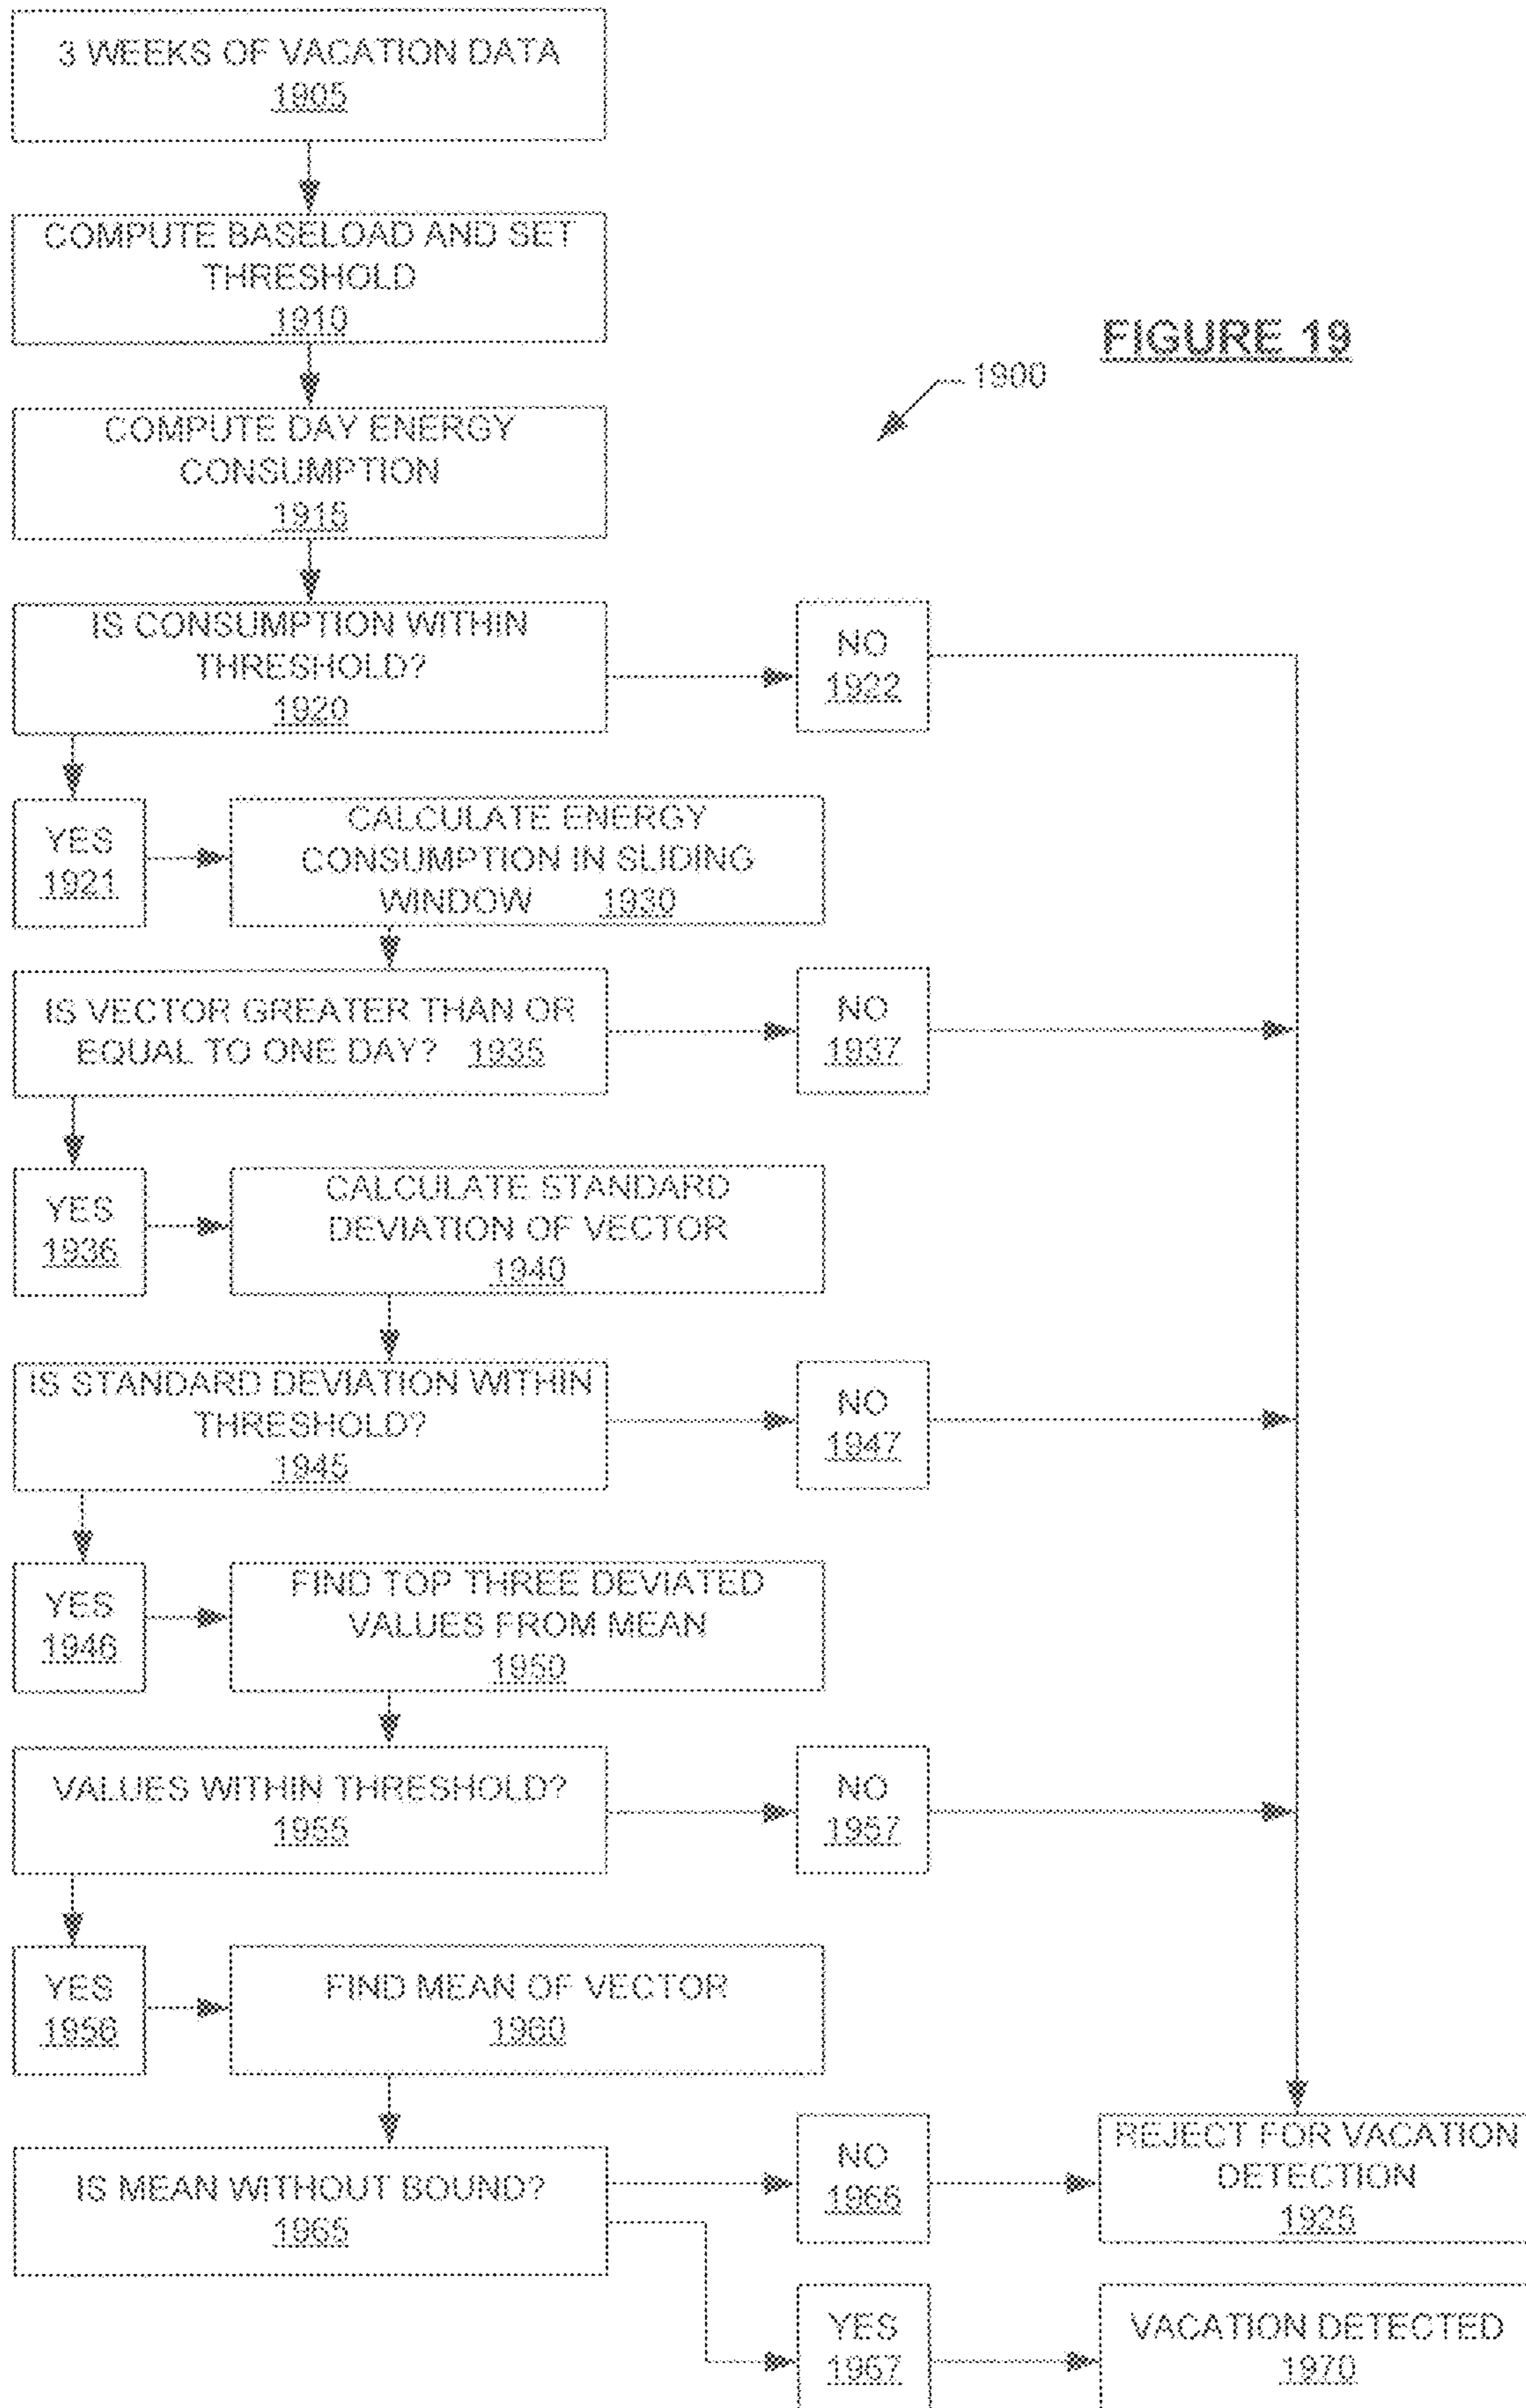 3 WEEKS OF VACATION DATA
1905
COMPUTE BASELOAD AND SET
THRESHOLD
1910
FIGURE 19
1900
COMPUTE DAY ENERGY
CONSUMPTION
1915
IS CONSUMPTION WITHIN
THRESHOLD?
1920
NO
1922
YES
1921
CALCULATE ENERGY
CONSUMPTION IN SLIDING
WINDOW 1930
IS VECTOR GREATER THAN OR
EQUAL TO ONE DAY? 1935
NO
1937
YES
1936
CALCULATE STANDARD
DEVIATION OF VECTOR
1940
IS STANDARD DEVIATION WITHIN
THRESHOLD?
1945
NO
1947
YES
1946
FIND TOP THREE DEVIATED
VALUES FROM MEAN
1950
VALUES WITHIN THRESHOLD?
1955
NO
1957
YES
1956
FIND MEAN OF VECTOR
1960
IS MEAN WITHOUT BOUND?
1965
NO
1966
REJECT FOR VACATION
DETECTION
1925
YES
1967
VACATION DETECTED
1970